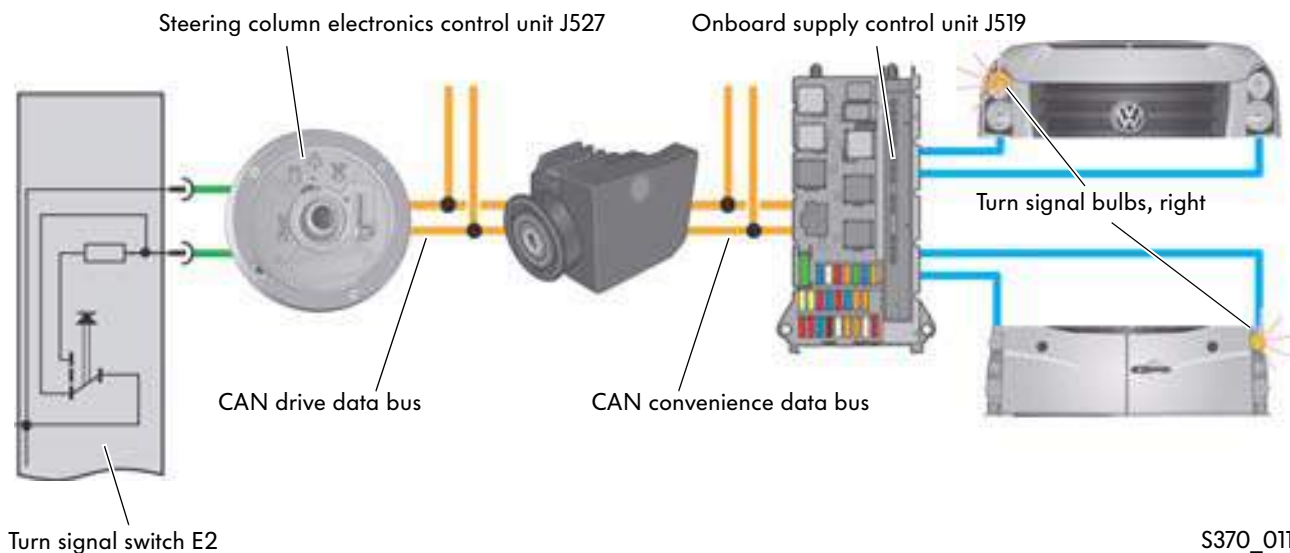 Steering column electronics control unit J527
Onboard supply control unit J519
Turn signal bulbs, right
CAN drive data bus
CAN convenience data bus
Turn signal switch E2
S370_011